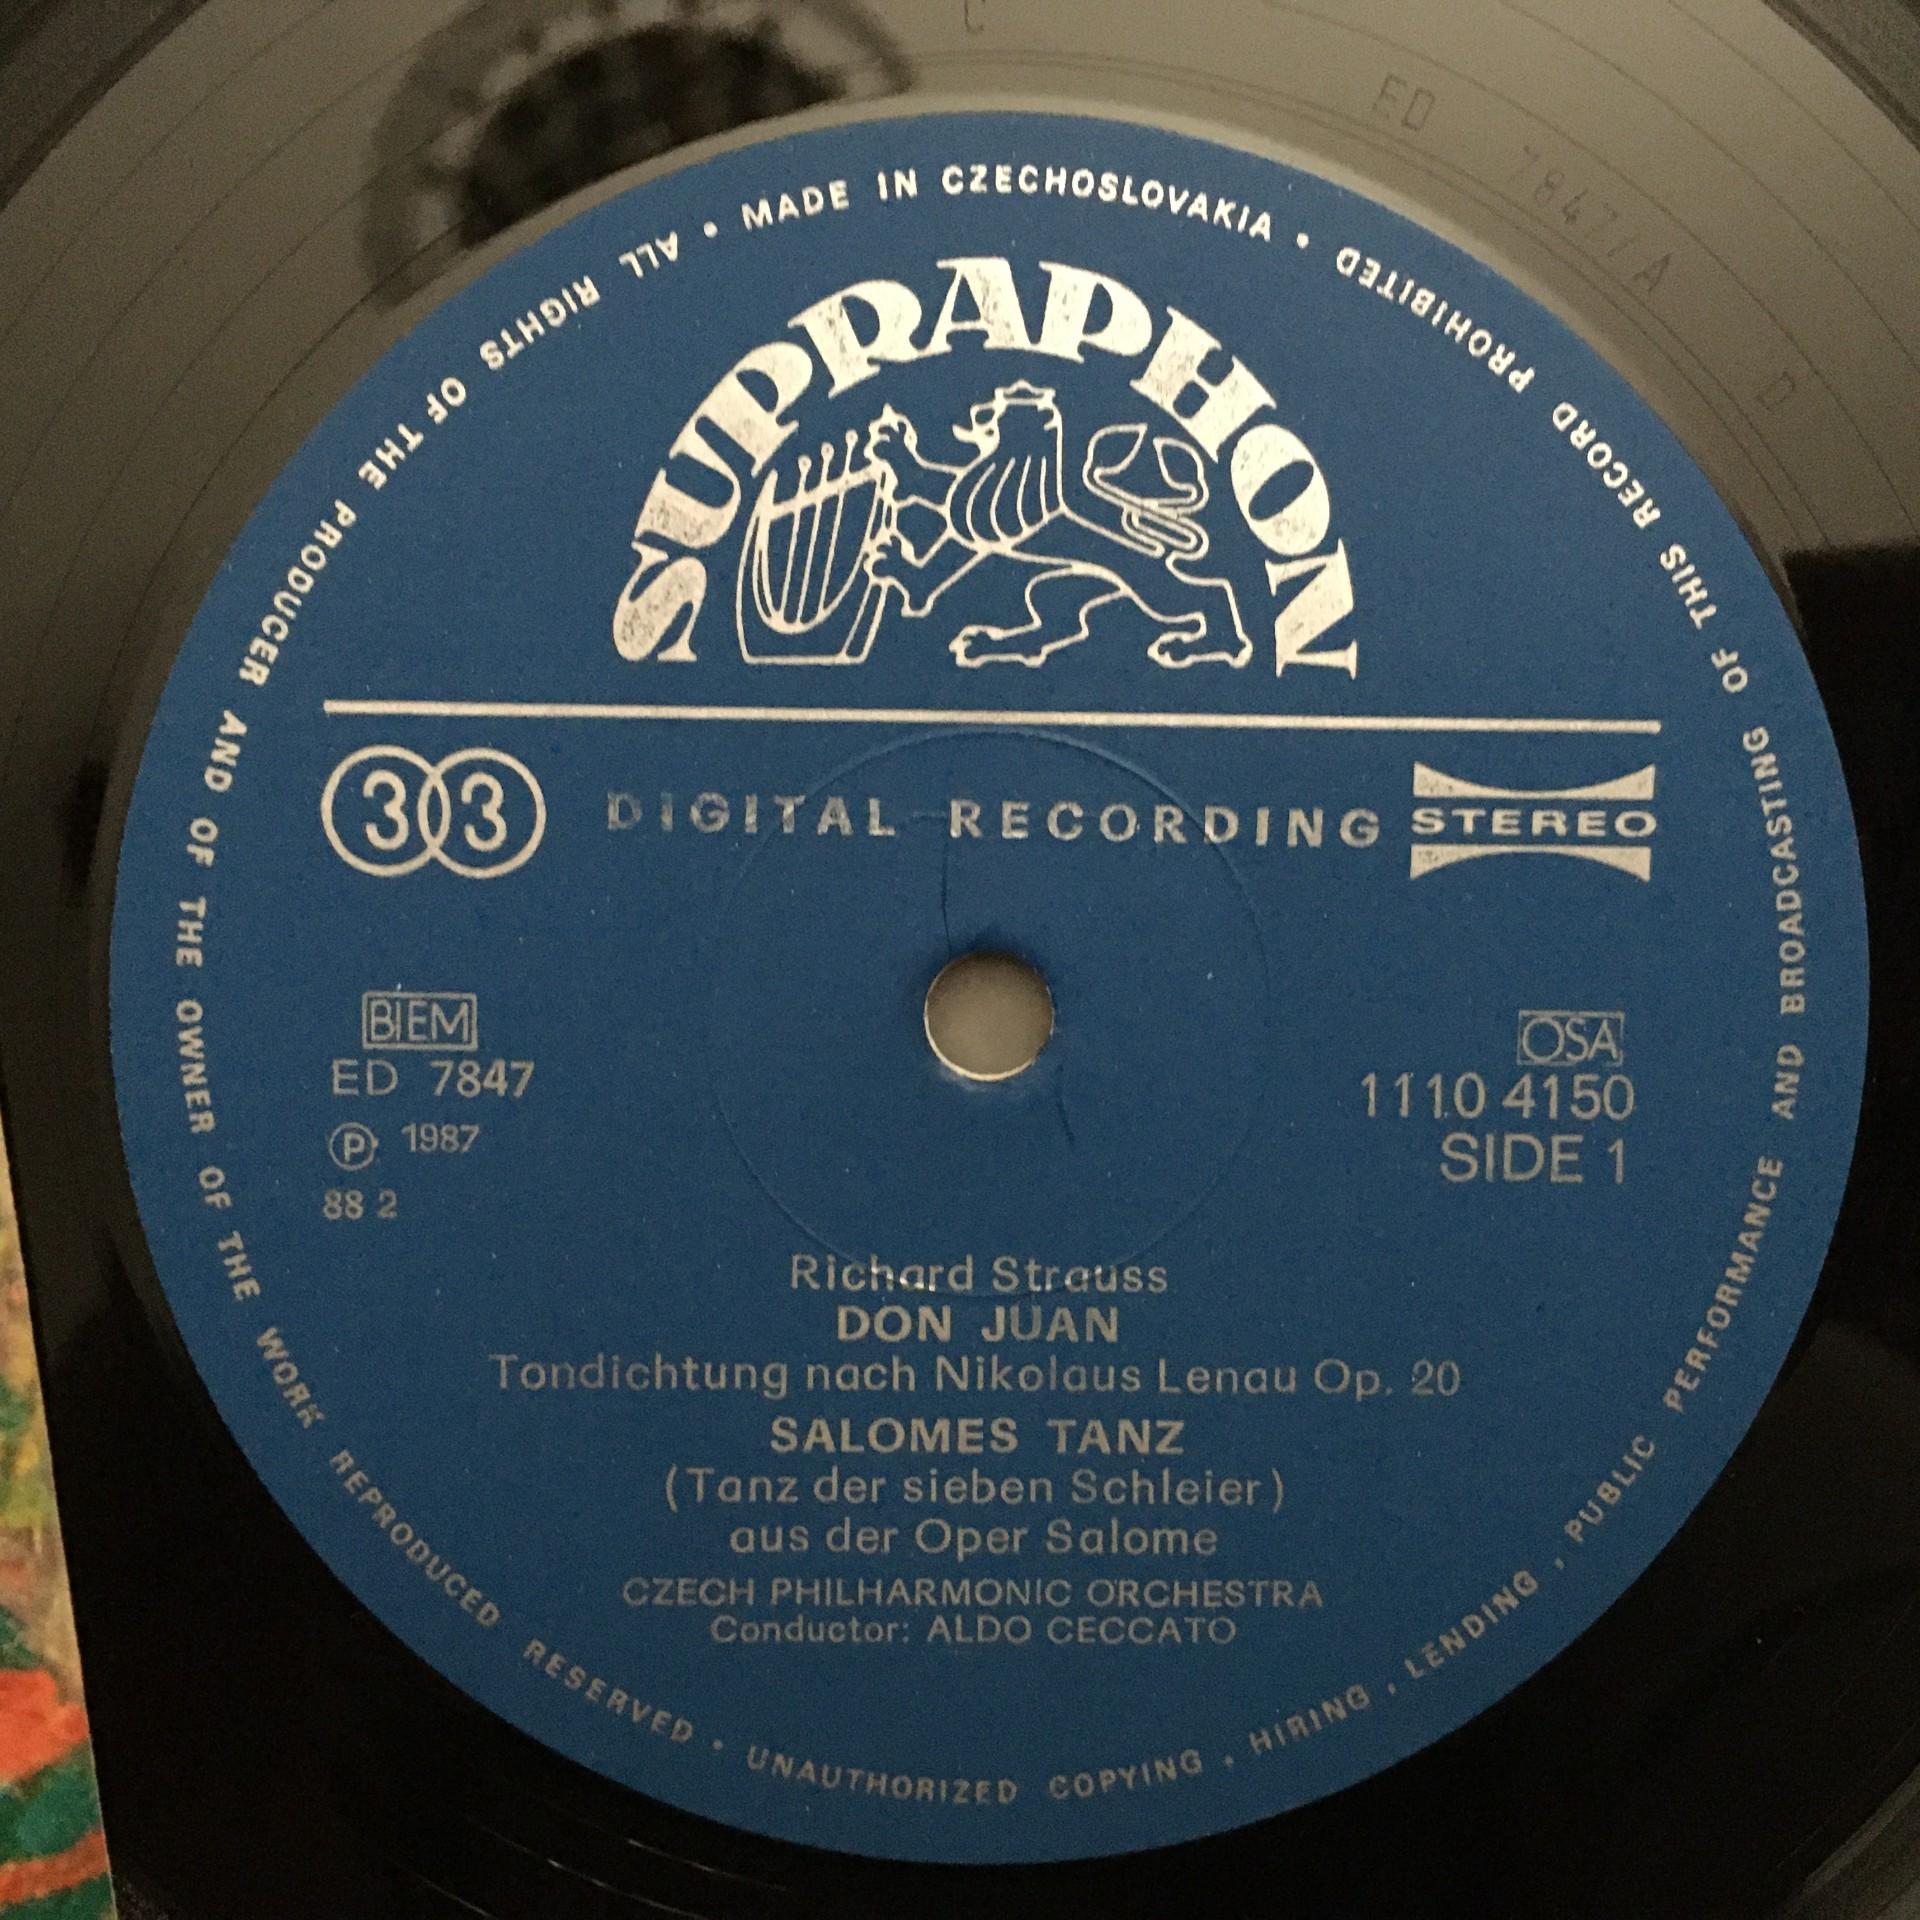 C
ED 7847/A
D
MADE IN CZECHOSLOVAKIA • PROHIBITED RECORD THIS OF BROADCASTING AND PERFORMANCE PUBLIC , LENDING , HIRING , COPYING UNAUTHORIZED •
ALL RIGHTS OF THE PRODUCER AND OF THE OWNER OF THE WORK REPRODUCED RESERVED •
SUPRAPHON
33 DIGITAL RECORDING STEREO
BIEM
ED 7847
Ⓟ 1987
88 2
OSA
1110 4150
SIDE 1
Richard Strauss
DON JUAN
Tondichtung nach Nikolaus Lenau Op. 20
SALOMES TANZ
(Tanz der sieben Schleier)
aus der Oper Salome
CZECH PHILHARMONIC ORCHESTRA
Conductor: ALDO CECCATO